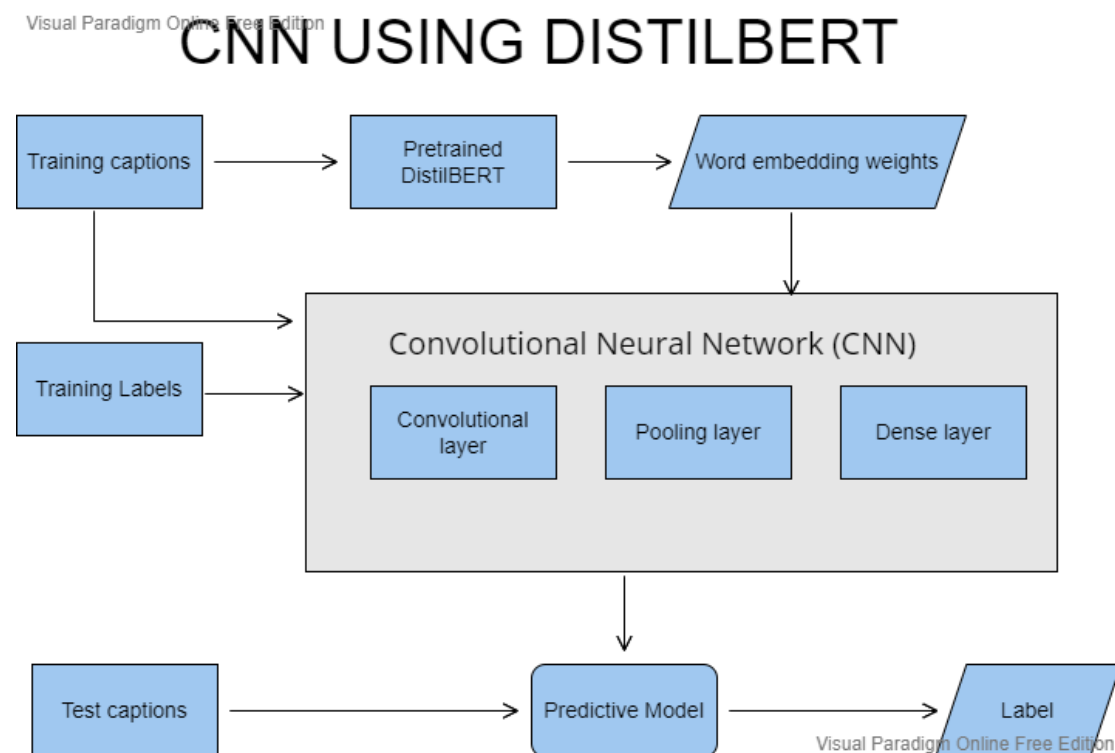 Visual Paradigm Online Free Edition
CNN USING DISTILBERT
Training captions
Pretrained
DistilBERT
Word embedding weights
Convolutional Neural Network (CNN)
Training Labels
Convolutional
layer
Pooling layer
Dense layer
Test captions
Predictive Model
Label
Visual Paradigm Online Free Edition